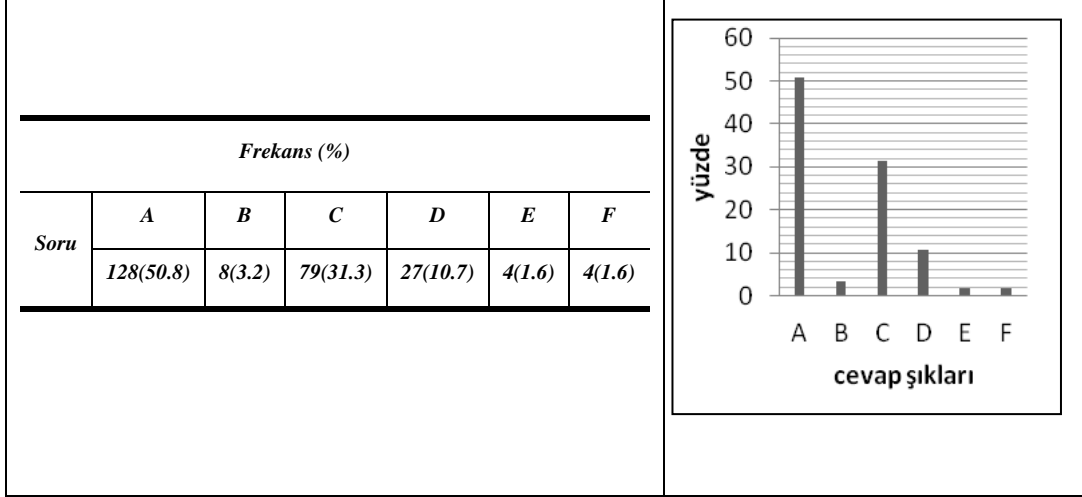 Frekans (%)
Soru
A B C D E F
128(50.8) 8(3.2) 79(31.3) 27(10.7) 4(1.6) 4(1.6)
60
50
40
30
20
10
0
yüzde
A B C D E F
cevap şıkları